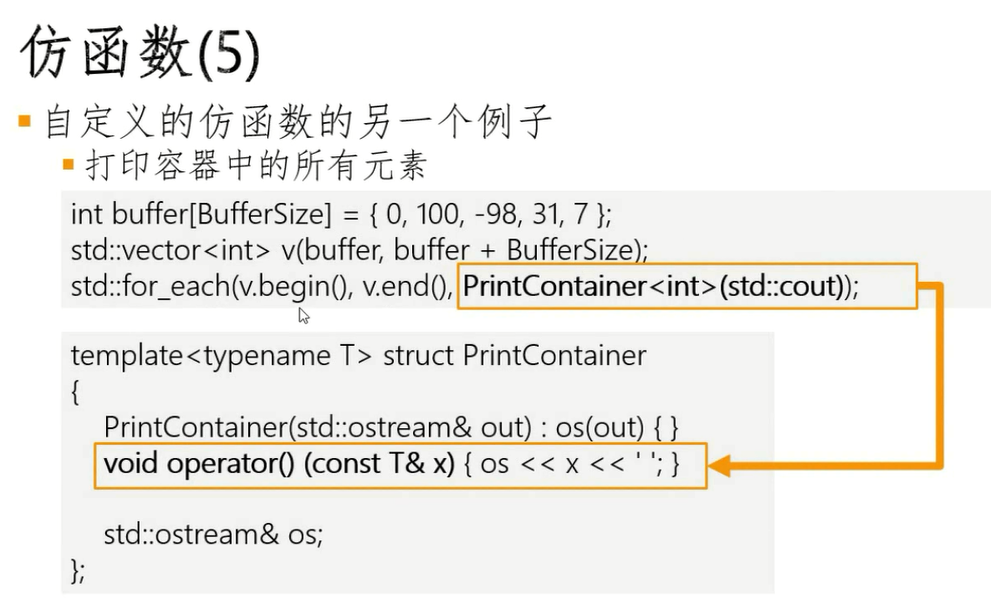 仿函数(5)
自定义的仿函数的另一个例子
打印容器中的所有元素
int buffer[BufferSize] = { 0, 100, -98, 31, 7 };
std::vector<int> v(buffer, buffer + BufferSize);
std::for_each(v.begin(), v.end(), PrintContainer<int>(std::cout));
template<typename T> struct PrintContainer
{
PrintContainer(std::ostream& out) : os(out) { }
void operator() (const T& x) { os << x << ' '; }
std::ostream& os;
};